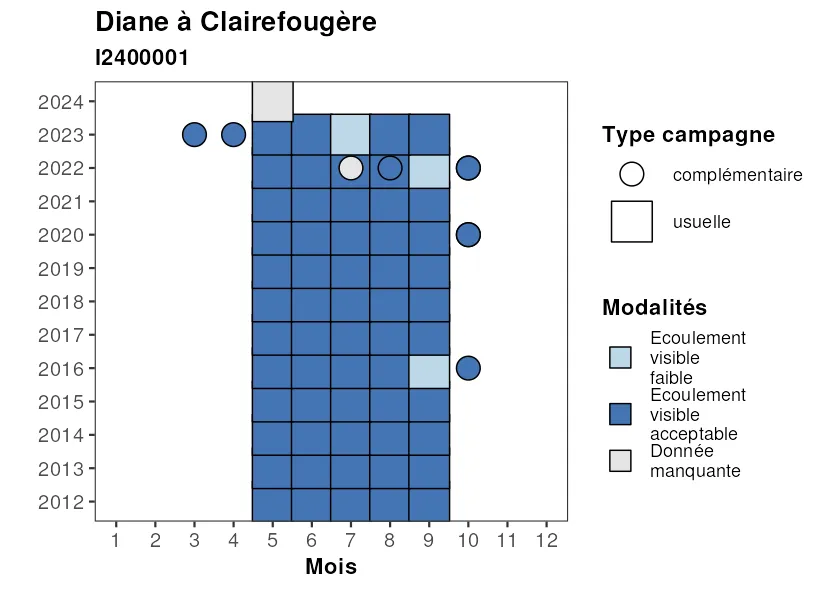 Diane à Clairefougère
I2400001
2024
2023
2022
2021
2020
2019
2018
2017
2016
2015
2014
2013
2012
1 2 3 4 5 6 7 8 9 10 11 12
Mois
Type campagne
complémentaire
usuelle
Modalités
Ecoulement
visible
faible
Ecoulement
visible
acceptable
Donnée
manquante